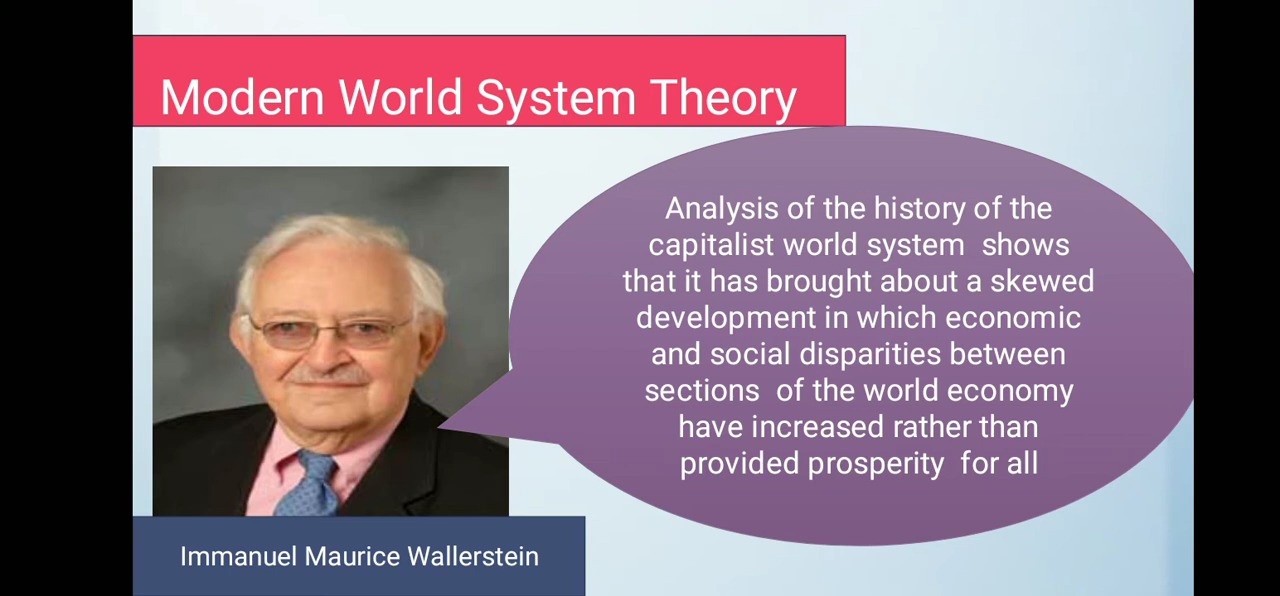 Modern World System Theory
Analysis of the history of the
capitalist world system shows
that it has brought about a skewed
development in which economic
and social disparities between
sections of the world economy
have increased rather than
provided prosperity for all
Immanuel Maurice Wallerstein